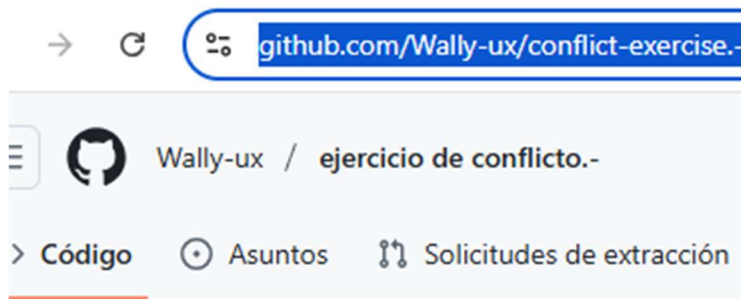 github.com/Wally-ux/conflict-exercise.-
Wally-ux / ejercicio de conflicto.-
Código Asuntos Solicitudes de extracción